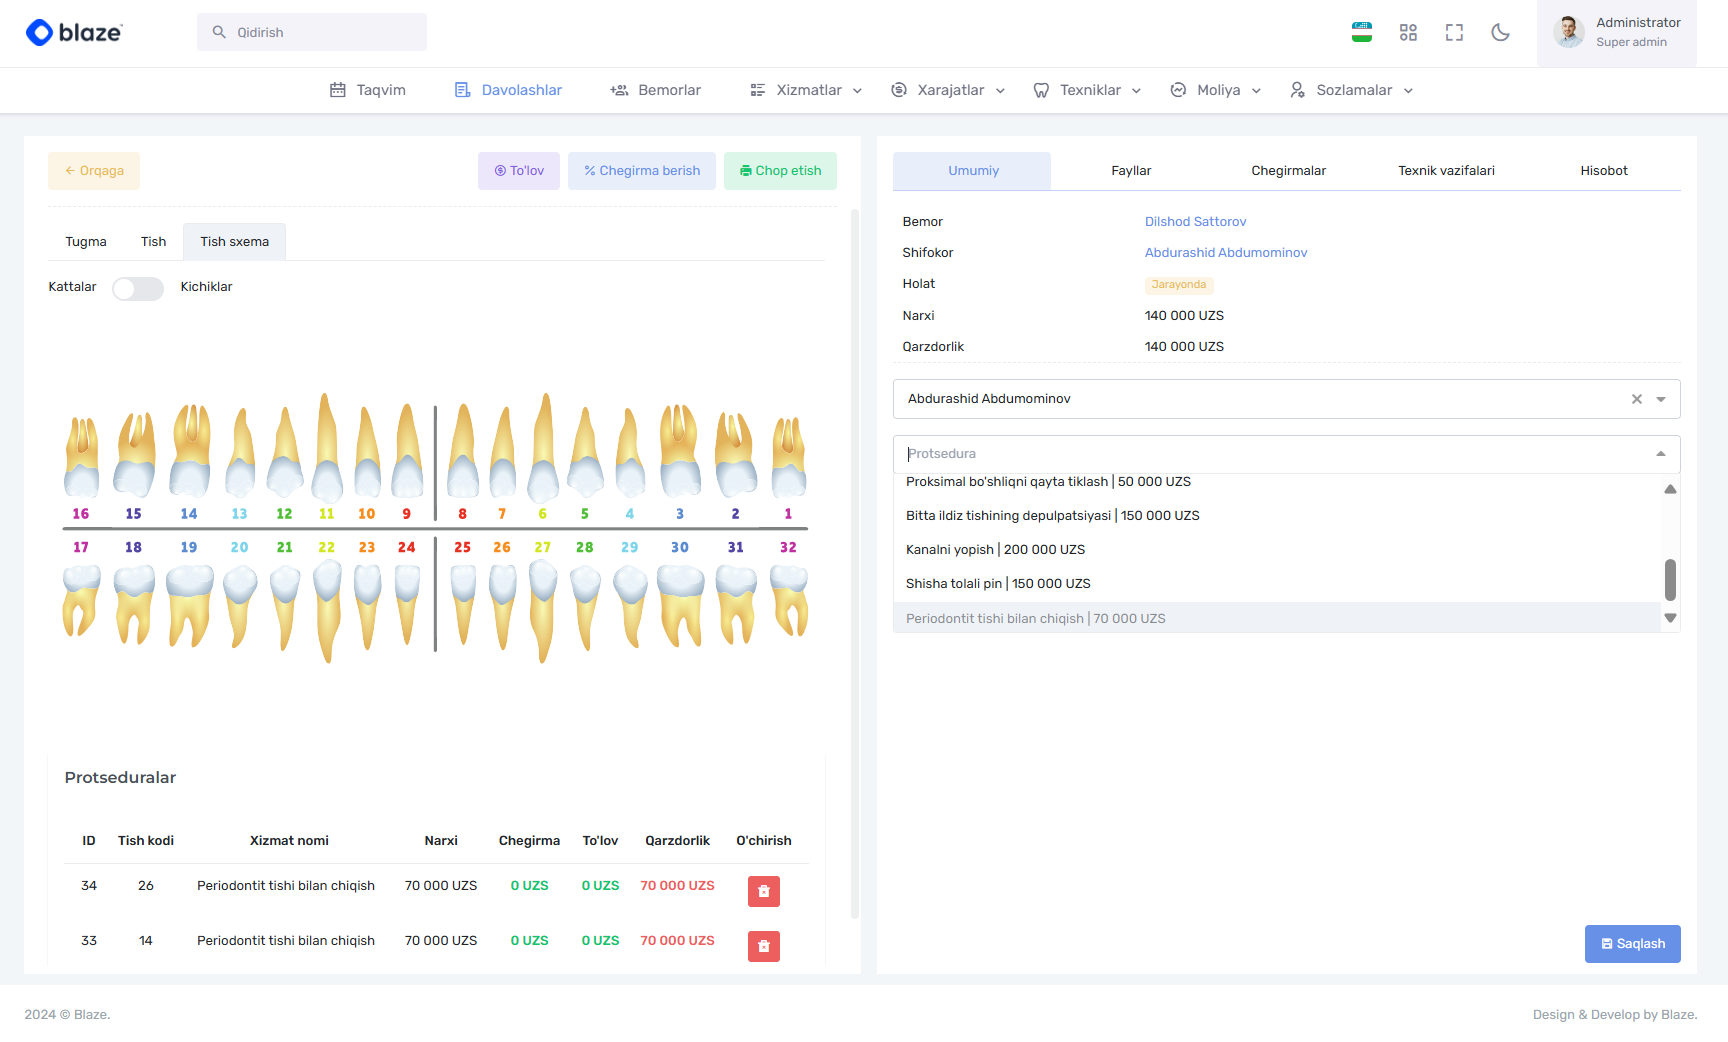 blaze
Qidirish
Administrator
Super admin
Taqvim
Davolashlar
Bemorlar
Xizmatlar
Xarajatlar
Texniklar
Moliya
Sozlamalar
Orqaga
To'lov
Chegirma berish
Chop etish
Tugma
Tish
Tish sxema
Kattalar
Kichiklar
16 15 14 13 12 11 10 9 8 7 6 5 4 3 2 1
17 18 19 20 21 22 23 24 25 26 27 28 29 30 31 32
Protseduralar
ID Tish kodi Xizmat nomi Narxi Chegirma To'lov Qarzdorlik O'chirish
34 26 Periodontit tishi bilan chiqish 70 000 UZS 0 UZS 0 UZS 70 000 UZS
33 14 Periodontit tishi bilan chiqish 70 000 UZS 0 UZS 0 UZS 70 000 UZS
Umumiy
Fayllar
Chegirmalar
Texnik vazifalari
Hisobot
Bemor Dilshod Sattorov
Shifokor Abdurashid Abdumominov
Holat Jarayonda
Narxi 140 000 UZS
Qarzdorlik 140 000 UZS
Abdurashid Abdumominov
Protsedura
Proksimal bo'shliqni qayta tiklash | 50 000 UZS
Bitta ildiz tishining depulpatsiyasi | 150 000 UZS
Kanalni yopish | 200 000 UZS
Shisha tolali pin | 150 000 UZS
Periodontit tishi bilan chiqish | 70 000 UZS
Saqlash
2024 © Blaze.
Design & Develop by Blaze.